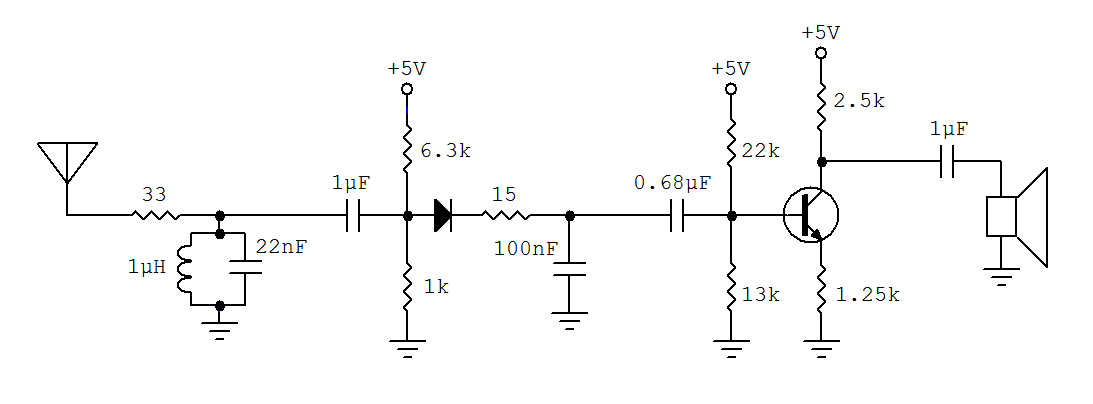 +5V
+5V
+5V
2.5k
1µF
6.3k
22k
1µF
0.68µF
33
15
22nF
100nF
1µH
1k
13k
1.25k